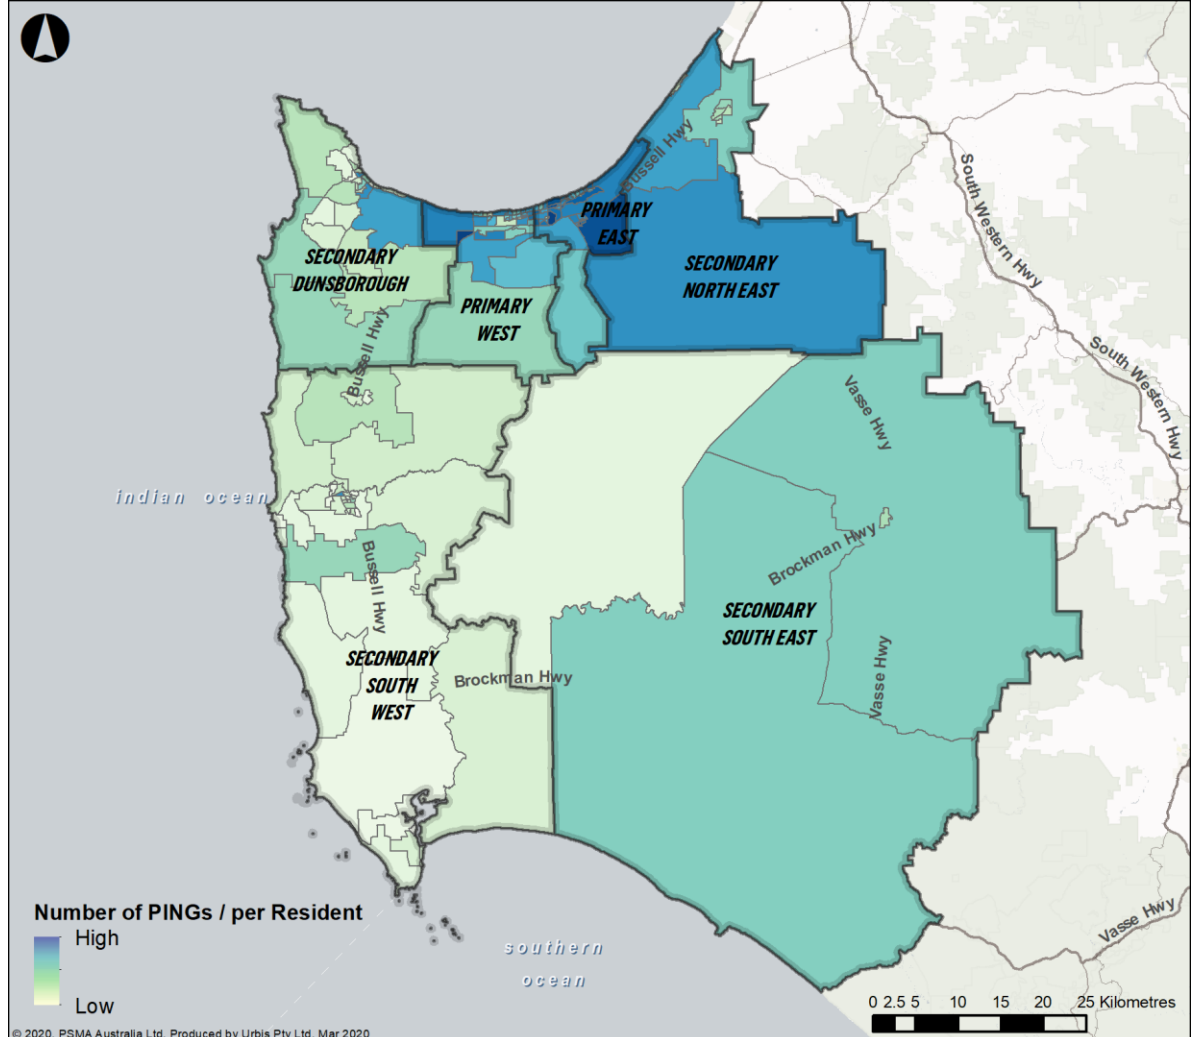 Bussell Hwy
South Western Hwy
PRIMARY
EAST
SECONDARY
DUNSBOROUGH
SECONDARY
NORTH EAST
PRIMARY
WEST
Bussell Hwy
South Western Hwy
Vasse Hwy
indian ocean
Brockman Hwy
Bussell Hwy
SECONDARY
SOUTH EAST
SECONDARY
SOUTH
WEST
Brockman Hwy
Vasse Hwy
Number of PINGs / per Resident
High
Low
southern
ocean
Vasse Hwy
0 2.5 5 10 15 20 25 Kilometres
© 2020. PSMA Australia Ltd. Produced by Urbis Pty Ltd. Mar 2020